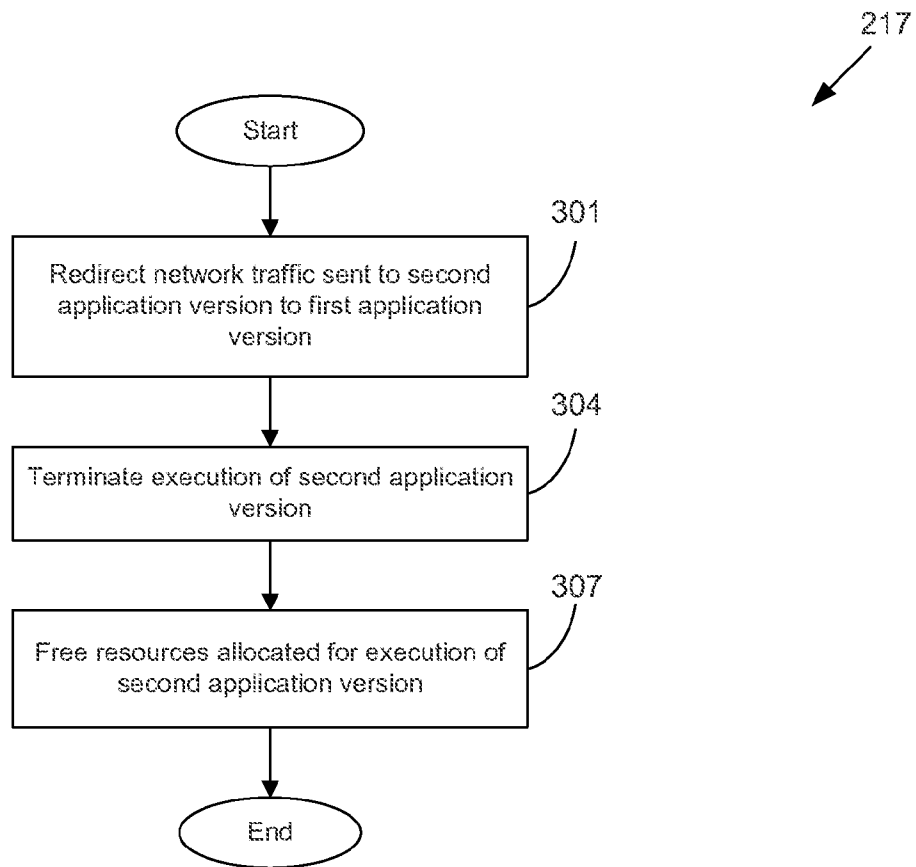 217
Start
301
Redirect network traffic sent to second
application version to first application
version
304
Terminate execution of second application
version
307
Free resources allocated for execution of
second application version
End